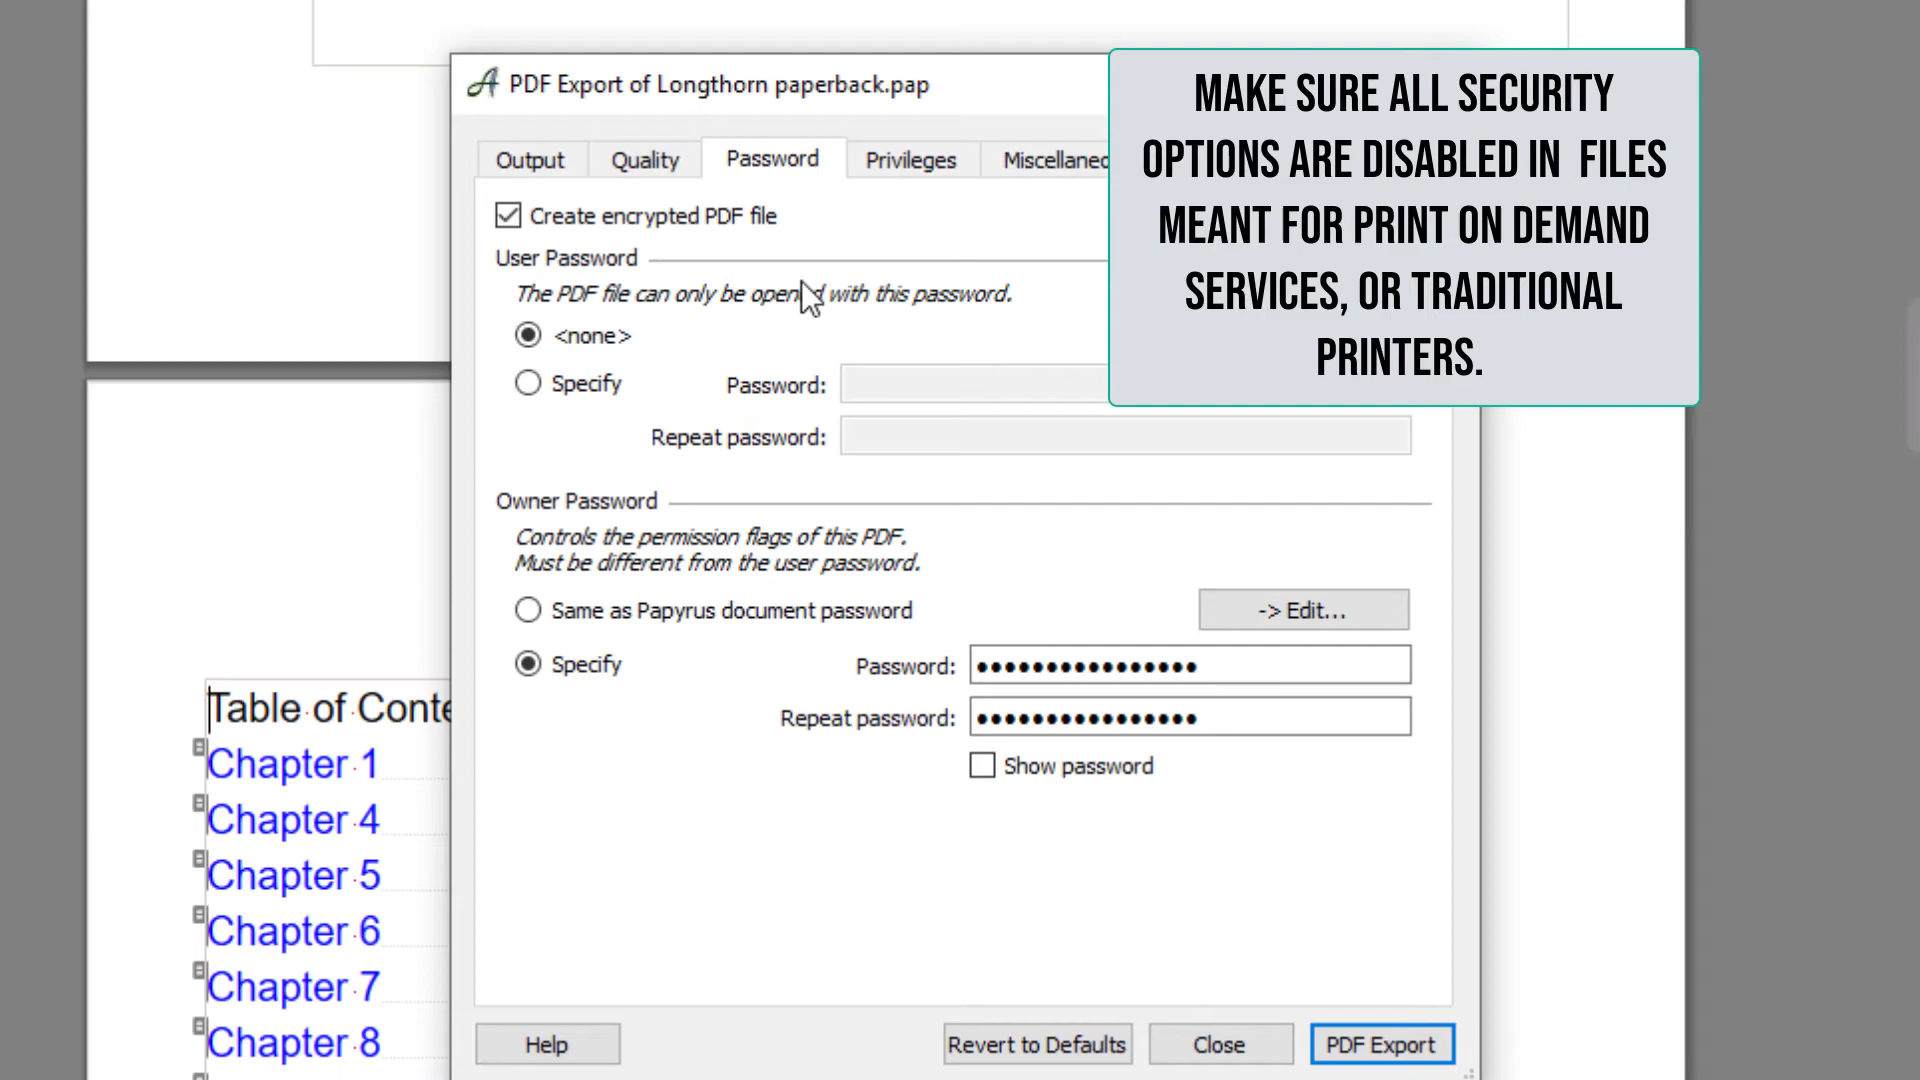 PDF Export of Longthorn paperback.pap
MAKE SURE ALL SECURITY
OPTIONS ARE DISABLED IN FILES
MEANT FOR PRINT ON DEMAND
SERVICES, OR TRADITIONAL
PRINTERS.
Output Quality Password Privileges Miscellaneo
Create encrypted PDF file
User Password
The PDF file can only be opened with this password.
<none>
Specify Password:
Repeat password:
Owner Password
Controls the permission flags of this PDF.
Must be different from the user password.
Same as Papyrus document password -> Edit...
Specify Password: ••••••••••••••••
Repeat password: ••••••••••••••••
Show password
Table of Conte
Chapter 1
Chapter 4
Chapter 5
Chapter 6
Chapter 7
Chapter 8
Help Revert to Defaults Close PDF Export